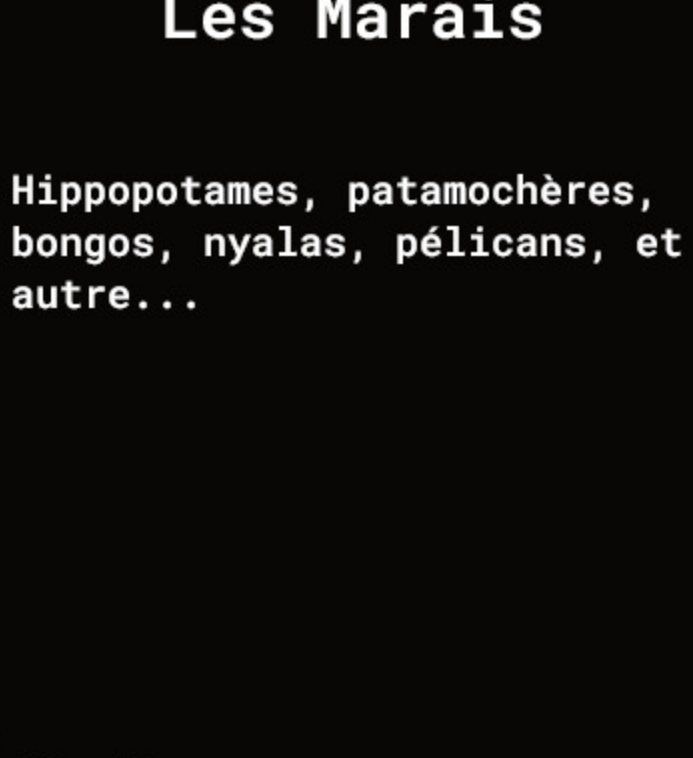 Les Marais
Hippopotames, patamochères,
bongos, nyalas, pélicans, et
autre...